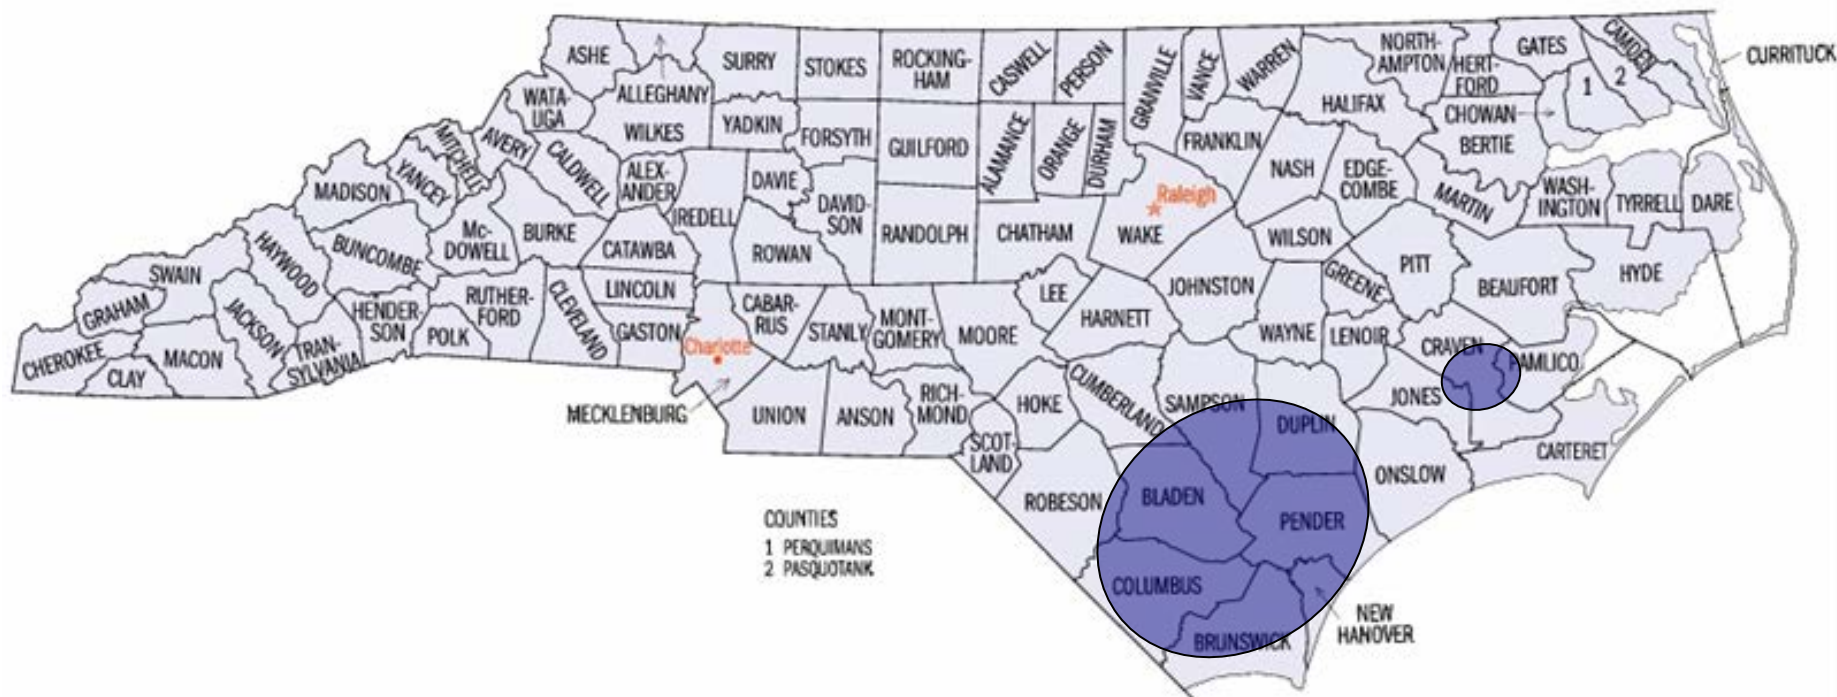 ASHE
SURRY
STOKES
ROCKING-
HAM
CASWELL
PERSON
GRANVILLE
VANCE
WARREN
NORTH-
AMPTON
HERT-
FORD
GATES
CAMDEN
CURRITUCK
WATA-
UGA
ALLEGHANY
WILKES
YADKIN
FORSYTH
GUILFORD
ALAMANCE
ORANGE
DURHAM
FRANKLIN
HALIFAX
CHOWAN
BERTIE
1
2
MITCHELL
AVERY
CALDWELL
ALEX-
ANDER
IREDELL
DAVIE
DAVID-
SON
RANDOLPH
CHATHAM
Raleigh
WAKE
NASH
EDGE-
COMBE
MARTIN
WASH-
INGTON
TYRRELL
DARE
MADISON
YANCEY
Mc-
DOWELL
BURKE
CATAWBA
ROWAN
WILSON
PITT
BEAUFORT
HYDE
SWAIN
HAYWOOD
BUNCOMBE
RUTHER-
FORD
CLEVELAND
LINCOLN
GASTON
CABAR-
RUS
STANLY
MONT-
GOMERY
MOORE
LEE
HARNETT
JOHNSTON
GREENE
WAYNE
LENOIR
CRAVEN
PAMLICO
GRAHAM
JACKSON
HENDER-
SON
POLK
TRAN-
SYLVANIA
CHEROKEE
CLAY
MACON
Charlotte
MECKLENBURG
UNION
ANSON
RICH-
MOND
SCOT-
LAND
HOKE
CUMBERLAND
SAMPSON
DUPLIN
JONES
CARTERET
ONSLOW
ROBESON
BLADEN
PENDER
COLUMBUS
BRUNSWICK
NEW
HANOVER
COUNTIES
1 PERQUIMANS
2 PASQUOTANK